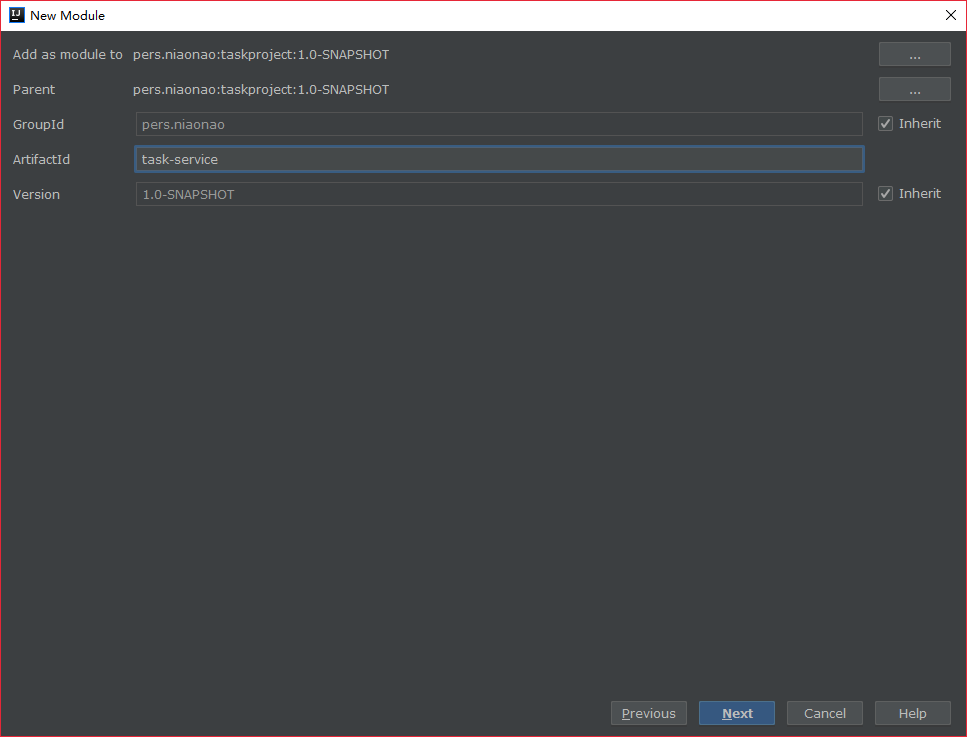 New Module
Add as module to pers.niaonao:taskproject:1.0-SNAPSHOT ...
Parent pers.niaonao:taskproject:1.0-SNAPSHOT ...
GroupId pers.niaonao Inherit
ArtifactId task-service
Version 1.0-SNAPSHOT Inherit
Previous Next Cancel Help